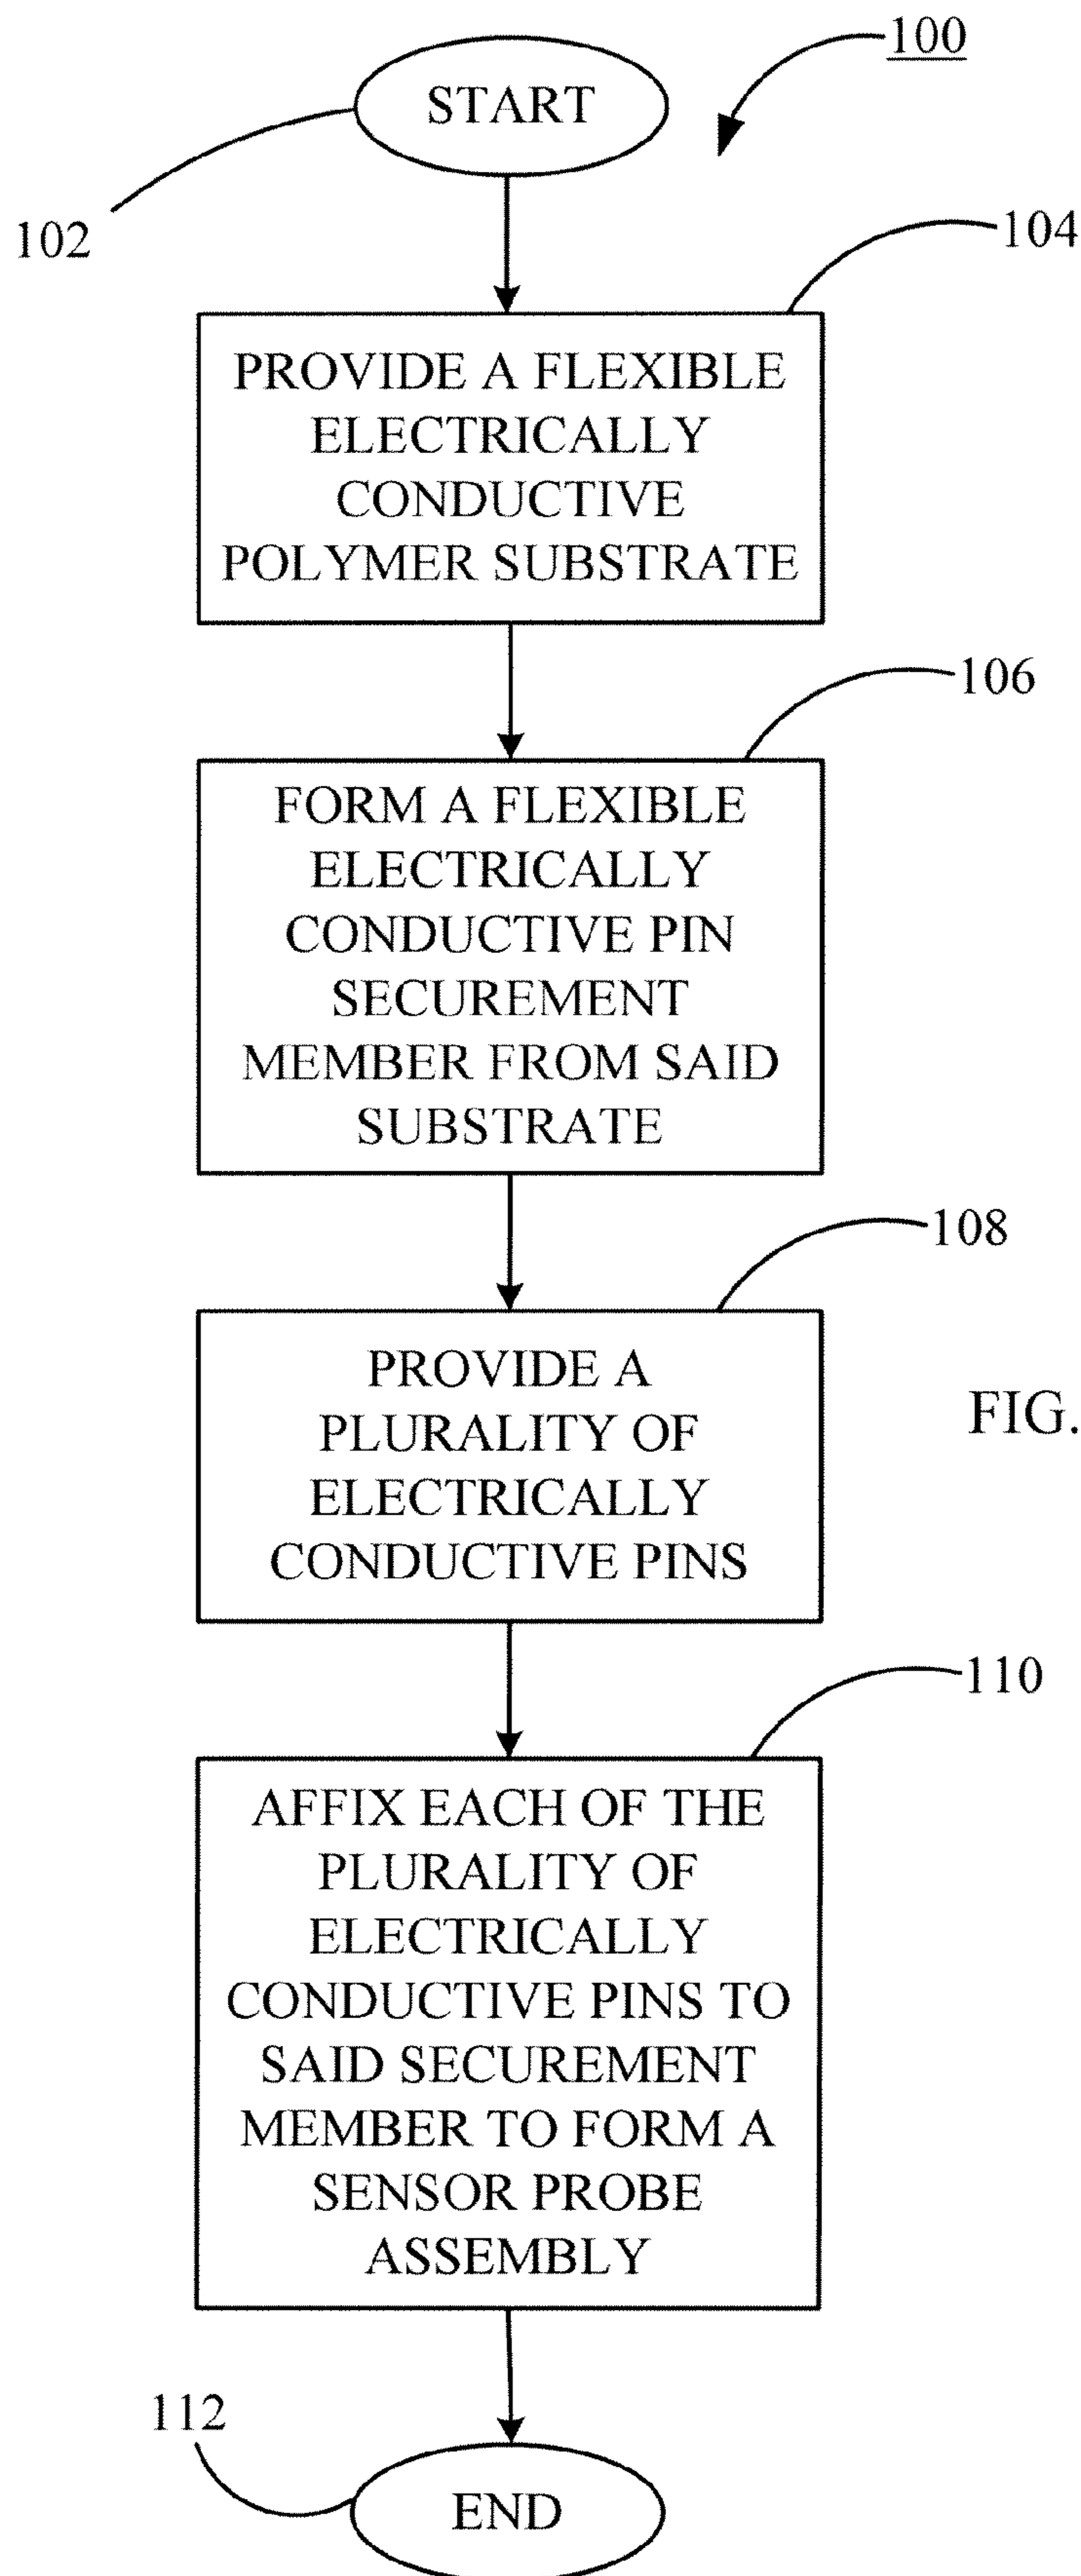 100
START
102
104
PROVIDE A FLEXIBLE
ELECTRICALLY
CONDUCTIVE
POLYMER SUBSTRATE
106
FORM A FLEXIBLE
ELECTRICALLY
CONDUCTIVE PIN
SECUREMENT
MEMBER FROM SAID
SUBSTRATE
108
PROVIDE A
PLURALITY OF
ELECTRICALLY
CONDUCTIVE PINS
FIG.
110
AFFIX EACH OF THE
PLURALITY OF
ELECTRICALLY
CONDUCTIVE PINS TO
SAID SECUREMENT
MEMBER TO FORM A
SENSOR PROBE
ASSEMBLY
112
END